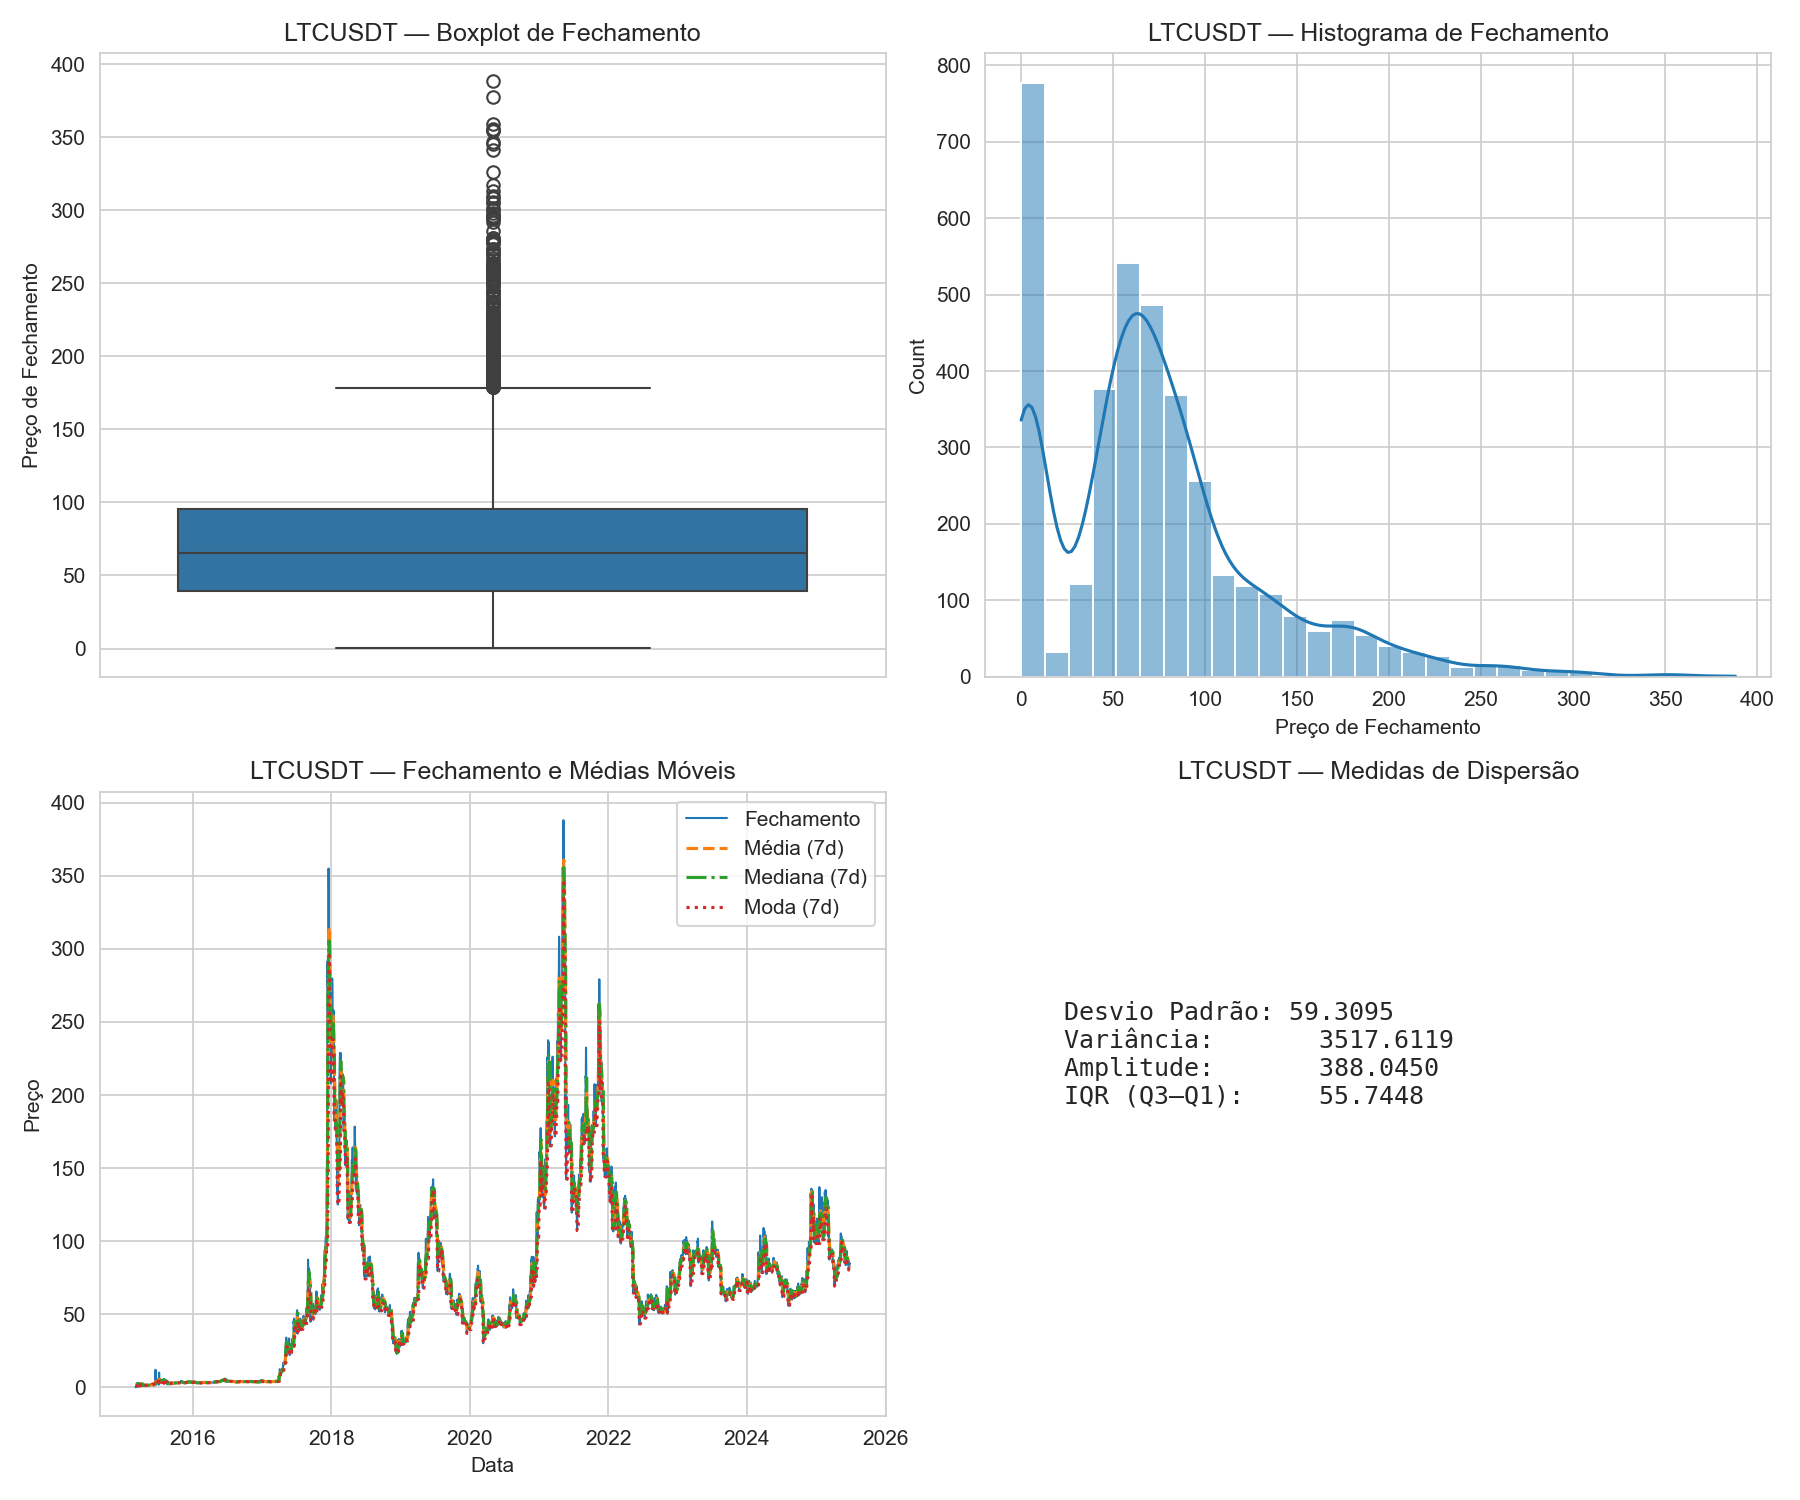 LTCUSDT — Boxplot de Fechamento
400
350
300
250
200
150
100
50
0
Preço de Fechamento
LTCUSDT — Histograma de Fechamento
800
700
600
500
400
300
200
100
0
Count
0 50 100 150 200 250 300 350 400
Preço de Fechamento
LTCUSDT — Fechamento e Médias Móveis
400
350
300
250
200
150
100
50
0
Preço
Fechamento
Média (7d)
Mediana (7d)
Moda (7d)
2016 2018 2020 2022 2024 2026
Data
LTCUSDT — Medidas de Dispersão
Desvio Padrão: 59.3095
Variância: 3517.6119
Amplitude: 388.0450
IQR (Q3–Q1): 55.7448